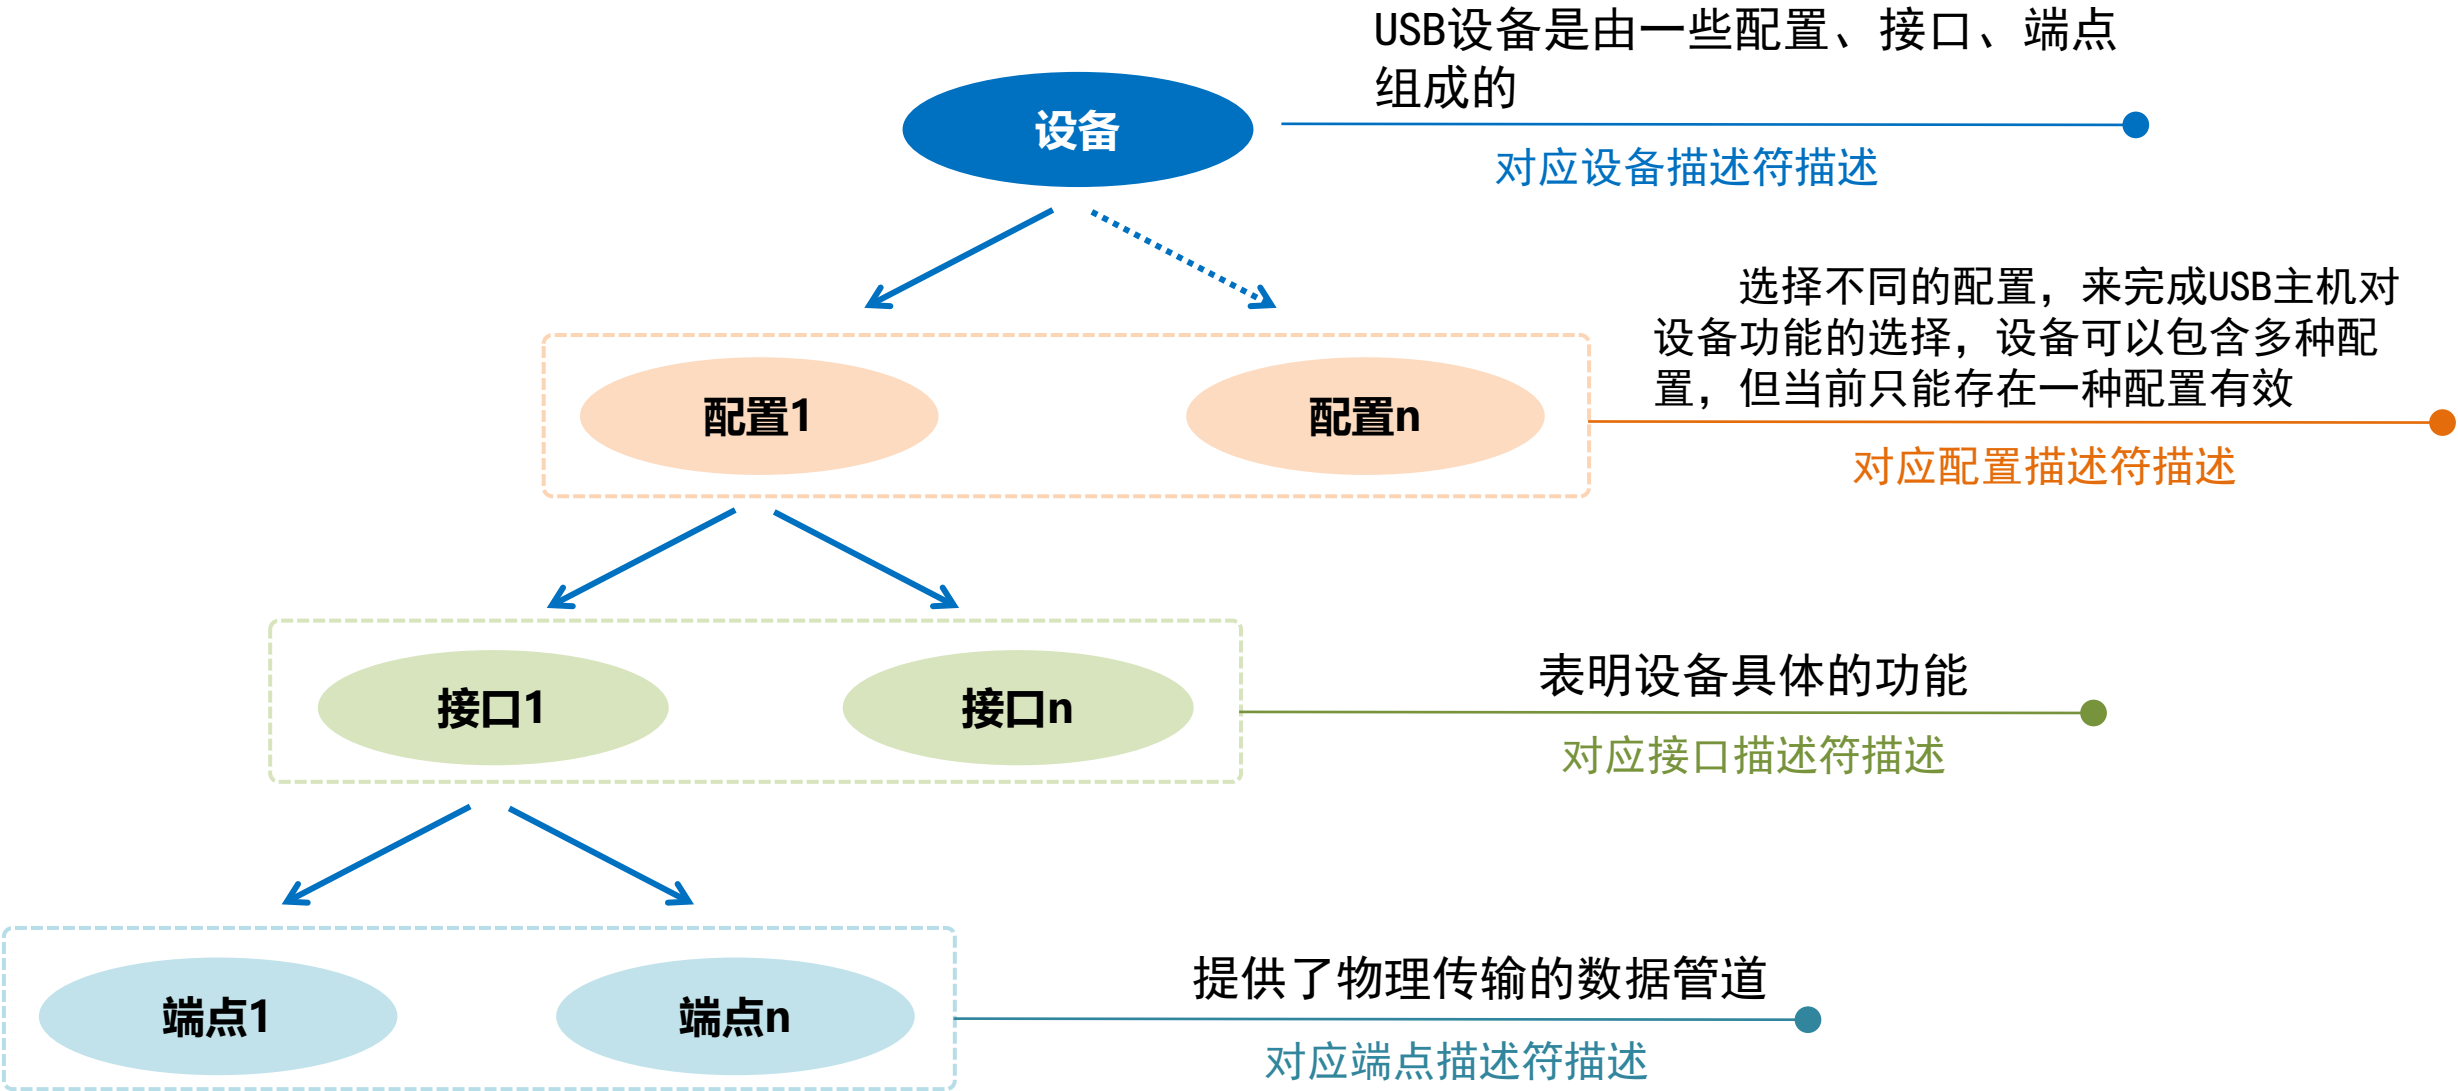 USB设备是由一些配置、接口、端点
组成的
设备
对应设备描述符描述
选择不同的配置，来完成USB主机对
设备功能的选择，设备可以包含多种配
置，但当前只能存在一种配置有效
配置1
配置n
对应配置描述符描述
表明设备具体的功能
接口1
接口n
对应接口描述符描述
提供了物理传输的数据管道
端点1
端点n
对应端点描述符描述